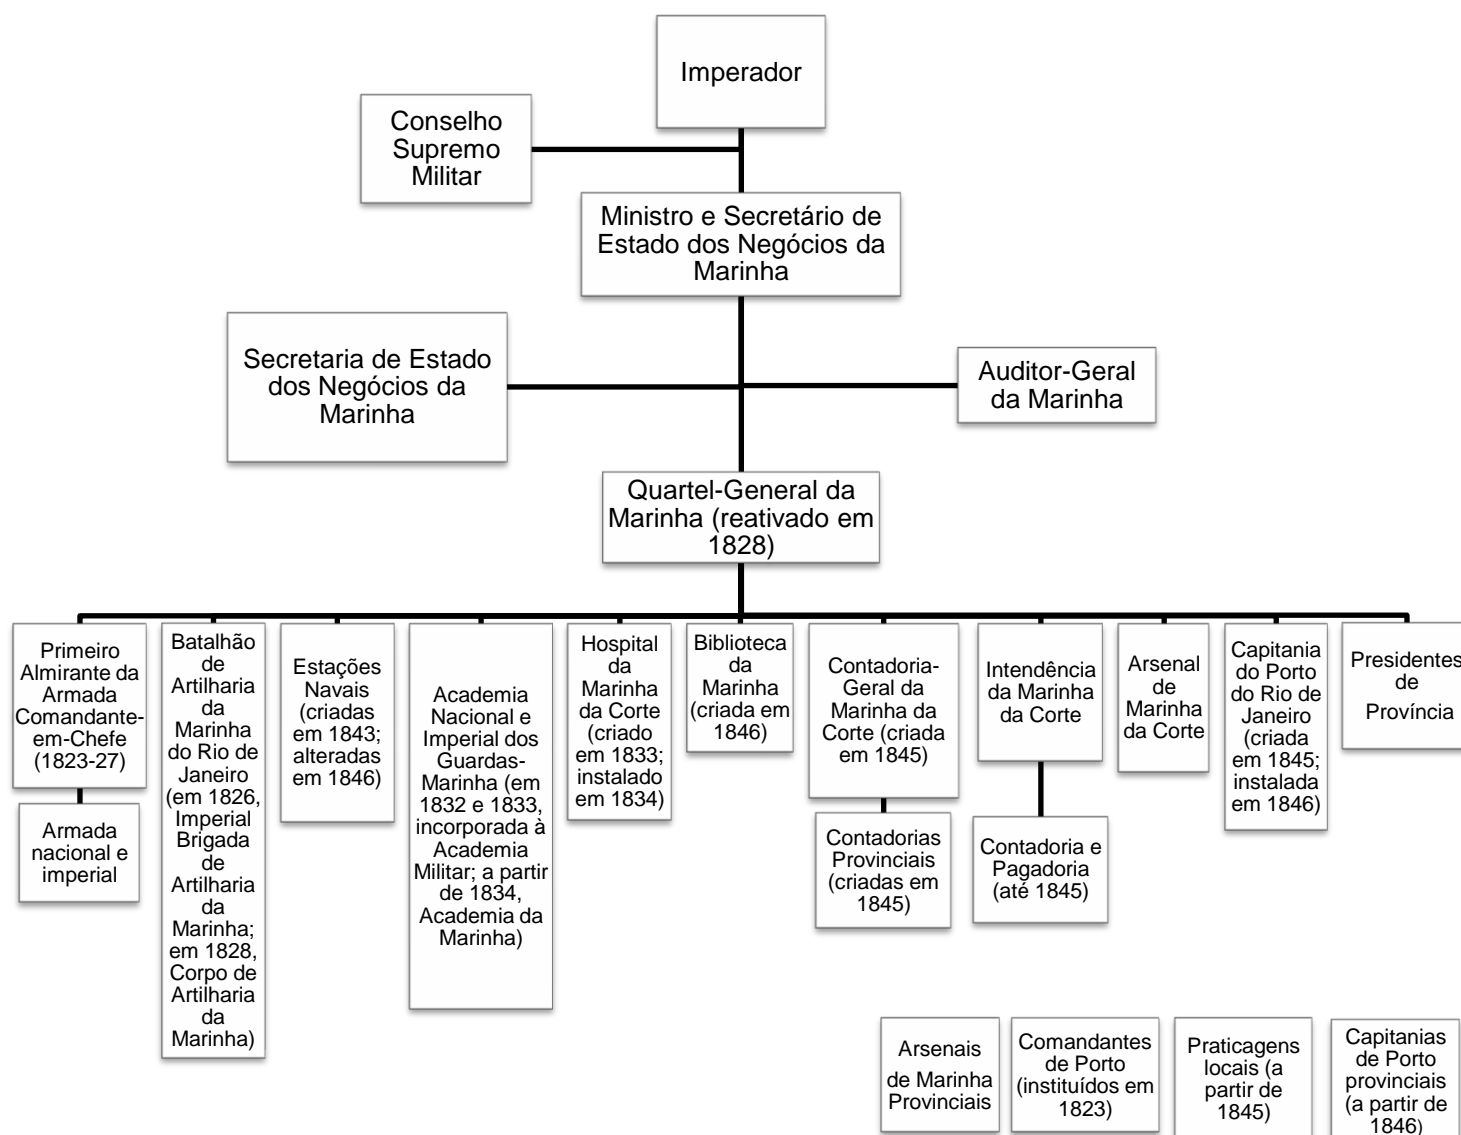 Imperador
Conselho
Supremo
Militar
Ministro e Secretário de
Estado dos Negócios da
Marinha
Secretaria de Estado
dos Negócios da
Marinha
Auditor-Geral
da Marinha
Quartel-General da
Marinha (reativado em
1828)
Primeiro
Almirante da
Armada
Comandante-
em-Chefe
(1823-27)
Armada
nacional e
imperial
Batalhão
de
Artilharia
da Marinha
do Rio de
Janeiro
(em 1826,
Imperial
Brigada
de
Artilharia
da
Marinha;
em 1828,
Corpo de
Artilharia
da
Marinha)
Estações
Navais
(criadas
em 1843;
alteradas
em 1846)
Academia
Nacional e
Imperial dos
Guardas-
Marinha (em
1832 e 1833,
incorporada à
Academia
Militar; a partir
de 1834,
Academia da
Marinha)
Hospital
da
Marinha
da Corte
(criado
em 1833;
instalado
em 1834)
Biblioteca
da
Marinha
(criada em
1846)
Contadoria-
Geral da
Marinha da
Corte (criada
em 1845)
Contadorias
Provinciais
(criadas em
1845)
Intendência
da Marinha
da Corte
Contadoria e
Pagadoria
(até 1845)
Arsenal
de
Marinha
da Corte
Capitania
do Porto
do Rio de
Janeiro
(criada
em 1845;
instalada
em 1846)
Presidentes
de
Província
Arsenais
de Marinha
Provinciais
Comandantes
de Porto
(instituídos em
1823)
Praticagens
locais (a
partir de
1845)
Capitanias
de Porto
provinciais
(a partir de
1846)